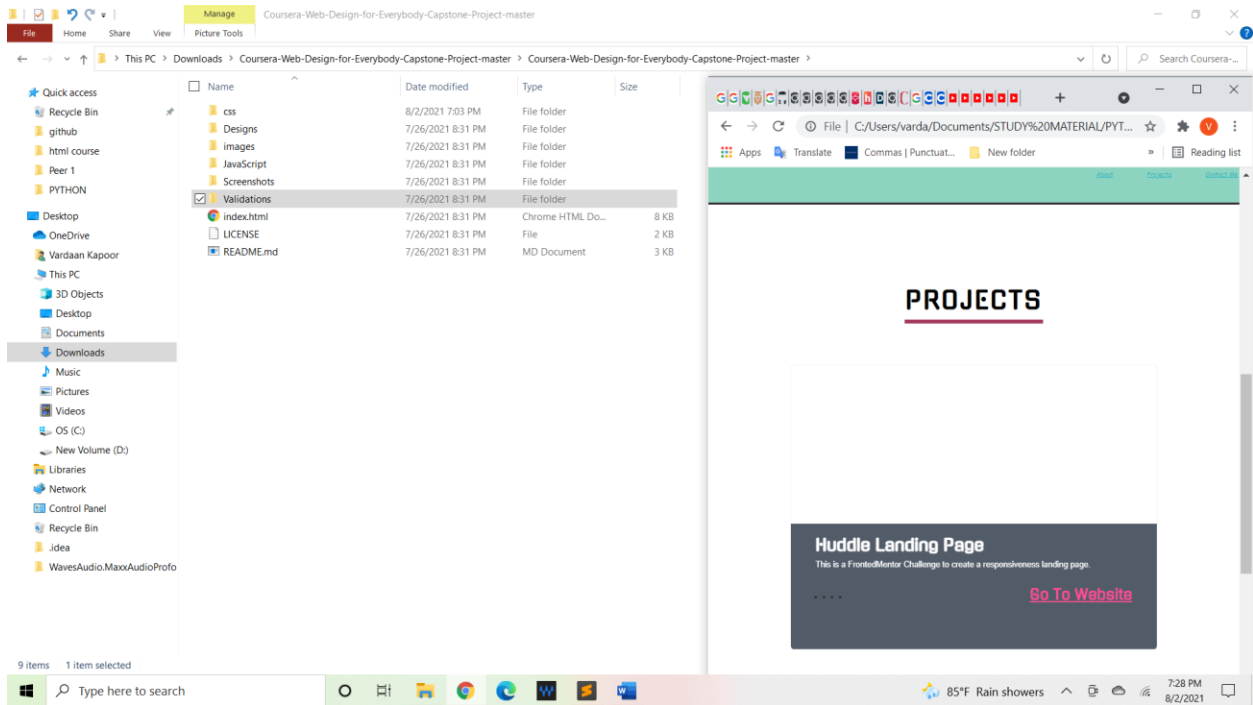 Manage
Coursera-Web-Design-for-Everybody-Capstone-Project-master
File Home Share View Picture Tools
This PC > Downloads > Coursera-Web-Design-for-Everybody-Capstone-Project-master > Coursera-Web-Design-for-Everybody-Capstone-Project-master >
Search Coursera-...
Quick access
Recycle Bin
github
html course
Peer 1
PYTHON
Desktop
OneDrive
Vardaan Kapoor
This PC
3D Objects
Desktop
Documents
Downloads
Music
Pictures
Videos
OS (C:)
New Volume (D:)
Libraries
Network
Control Panel
Recycle Bin
.idea
WavesAudio.MaxxAudioProfo
Name Date modified Type Size
css 8/2/2021 7:03 PM File folder
Designs 7/26/2021 8:31 PM File folder
images 7/26/2021 8:31 PM File folder
JavaScript 7/26/2021 8:31 PM File folder
Screenshots 7/26/2021 8:31 PM File folder
Validations 7/26/2021 8:31 PM File folder
index.html 7/26/2021 8:31 PM Chrome HTML Do... 8 KB
LICENSE 7/26/2021 8:31 PM File 2 KB
README.md 7/26/2021 8:31 PM MD Document 3 KB
File | C:/Users/varda/Documents/STUDY%20MATERIAL/PYT...
V
Apps Translate Commas | Punctuat... New folder » Reading list
About Projects Contact Me
PROJECTS
Huddle Landing Page
This is a FrontedMentor Challenge to create a responsiveness landing page.
. . . . Go To Website
9 items 1 item selected
Type here to search
85°F Rain showers
7:28 PM
8/2/2021